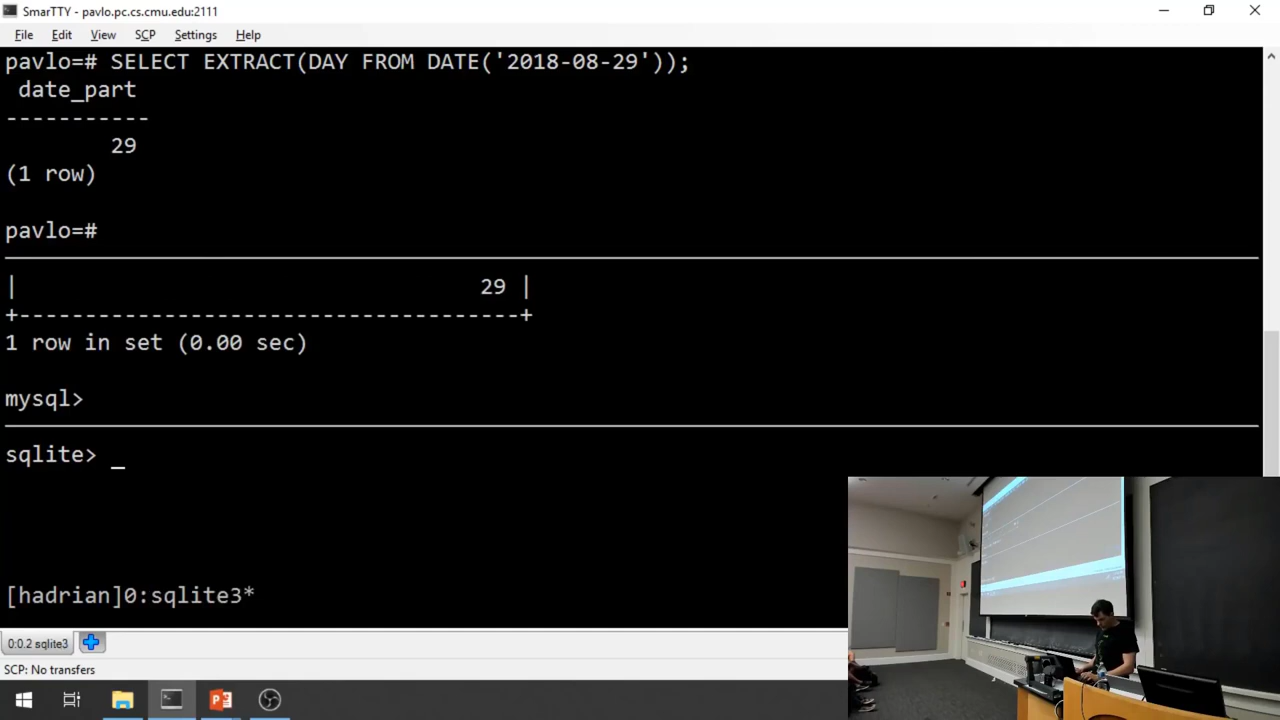 SmarTTY - pavlo.pc.cs.cmu.edu:2111
File Edit View SCP Settings Help
pavlo=# SELECT EXTRACT(DAY FROM DATE('2018-08-29'));
date_part
-----------
29
(1 row)
pavlo=#
| 29 |
+--------------------------------------+
1 row in set (0.00 sec)
mysql>
sqlite> _
[hadrian]0:sqlite3*
0:0.2 sqlite3
SCP: No transfers